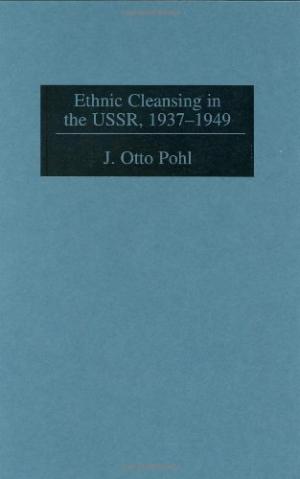 Ethnic Cleansing in
the USSR, 1937–1949
J. Otto Pohl